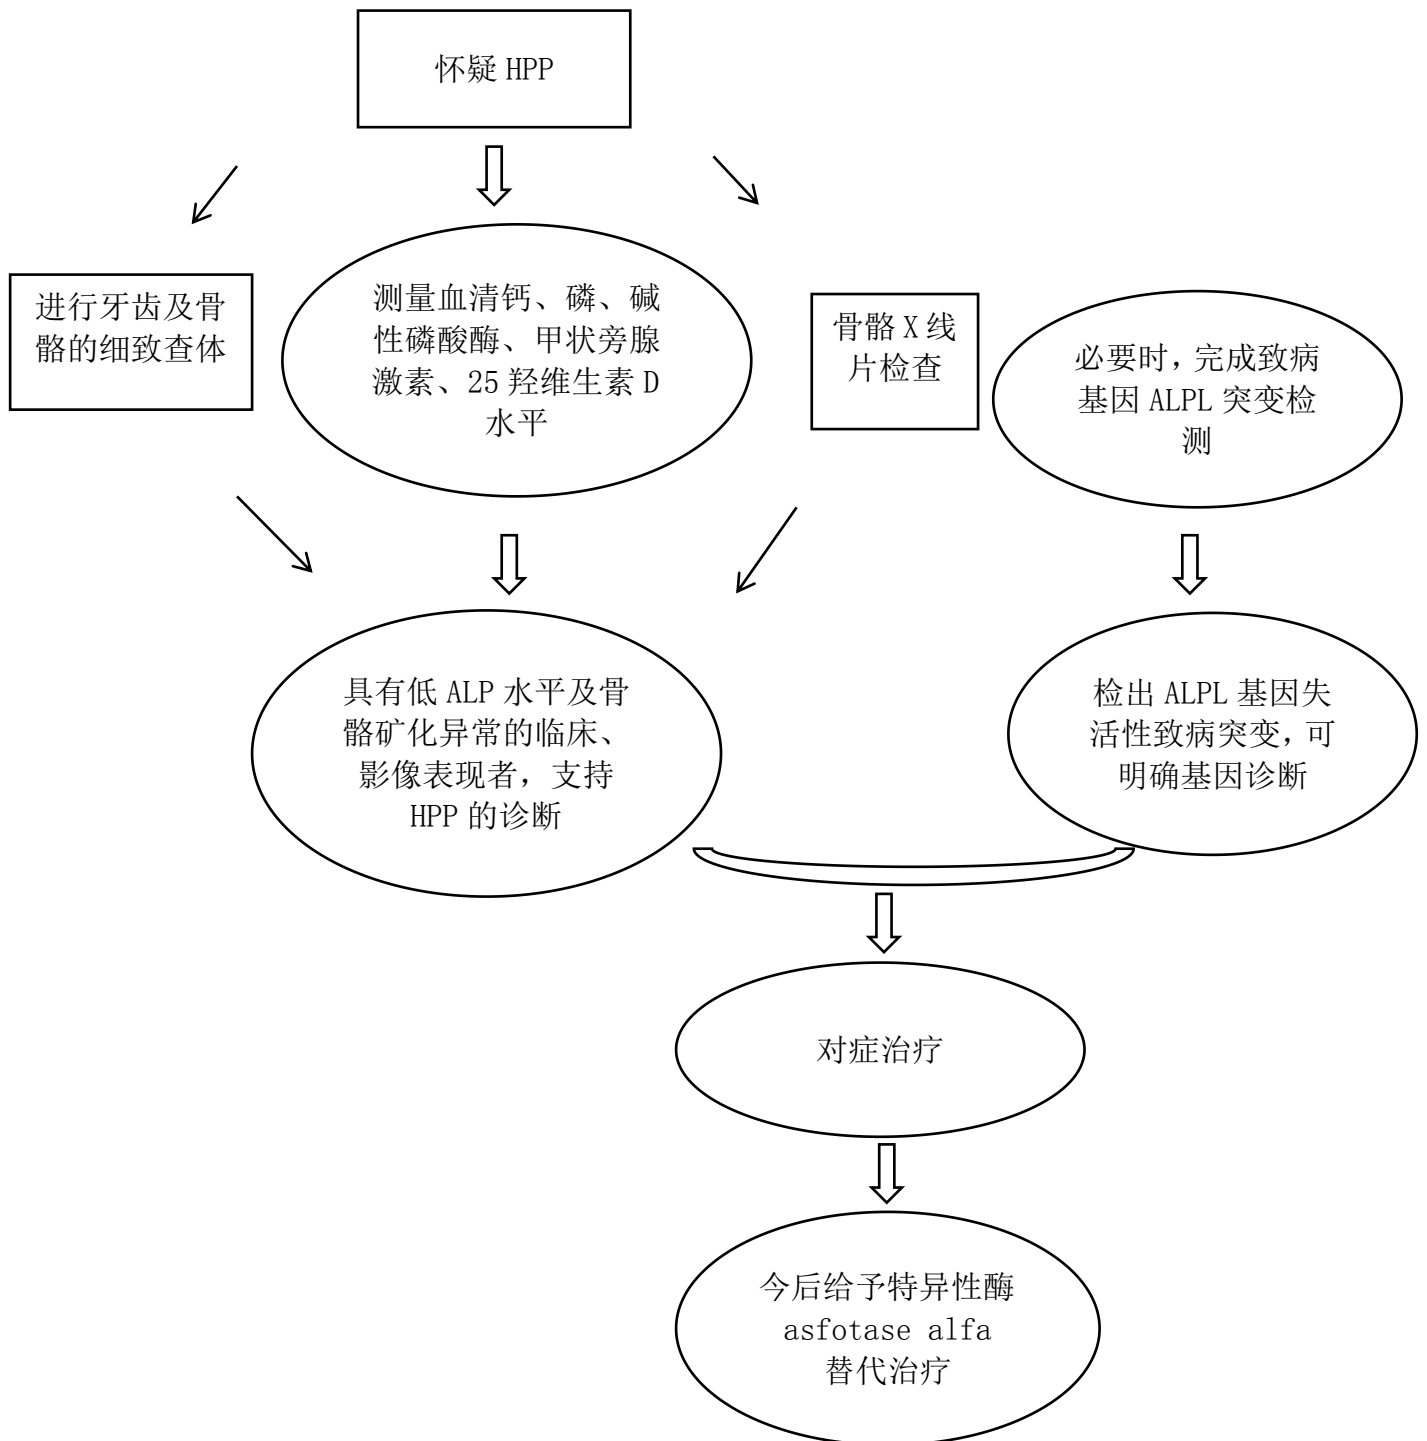 怀疑 HPP
进行牙齿及骨
骼的细致查体
测量血清钙、磷、碱
性磷酸酶、甲状旁腺
激素、25 羟维生素 D
水平
骨骼 X 线
片检查
必要时，完成致病
基因 ALPL 突变检
测
具有低 ALP 水平及骨
骼矿化异常的临床、
影像表现者，支持
HPP 的诊断
检出 ALPL 基因失
活性致病突变，可
明确基因诊断
对症治疗
今后给予特异性酶
asfotase alfa
替代治疗